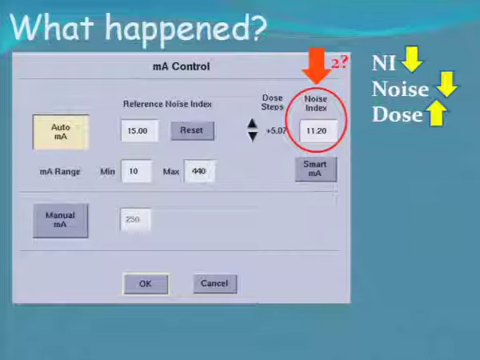 What happened?
mA Control
2?
NI
Noise
Dose
Reference Noise Index
Dose Steps
Noise Index
Auto mA
15.00
Reset
+5.07
11.20
mA Range
Min
10
Max
440
Smart mA
Manual mA
250
OK
Cancel